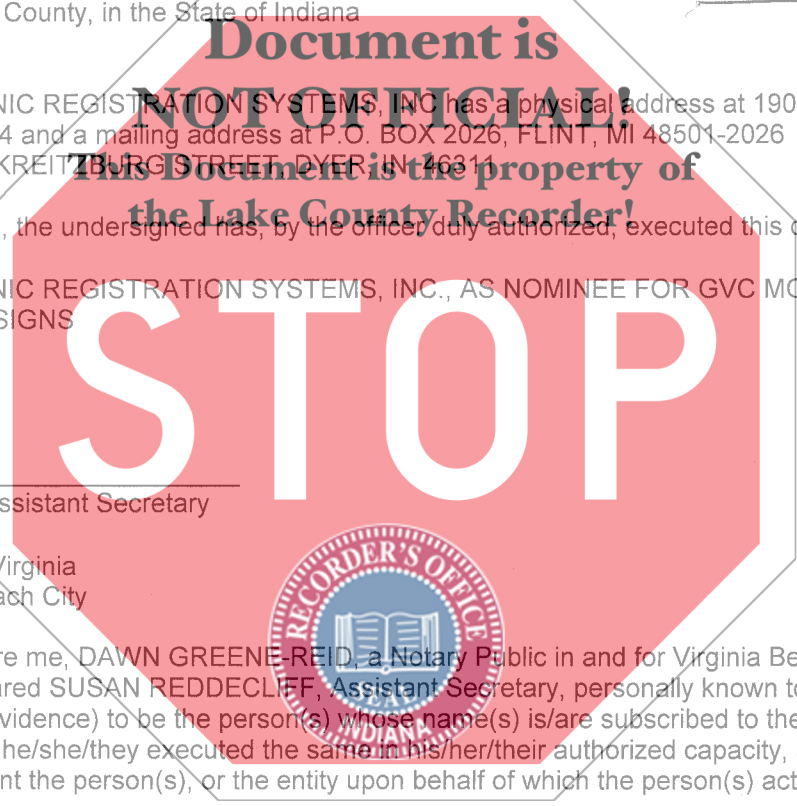 County, in the State of Indiana
Document is
NOT OFFICIAL!
NIC REGISTRATION SYSTEMS, INC has a physical address at 190
4 and a mailing address at P.O. BOX 2026, FLINT, MI 48501-2026
KREITZBURG STREET, DYER, IN 46311
This Document is the property of
the Lake County Recorder!
, the undersigned has, by the officer duly authorized, executed this
NIC REGISTRATION SYSTEMS, INC., AS NOMINEE FOR GVC MO
SIGNS
STOP
ssistant Secretary
Virginia
ach City
RECORDER'S OFFICE
SEAL
INDIANA
re me, DAWN GREENE-REID, a Notary Public in and for Virginia Be
ared SUSAN REDDECLIFF, Assistant Secretary, personally known to
vidence) to be the person(s) whose name(s) is/are subscribed to the
he/she/they executed the same in his/her/their authorized capacity,
nt the person(s), or the entity upon behalf of which the person(s) act